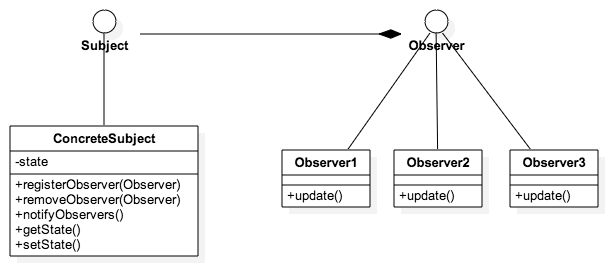 Subject
Observer
ConcreteSubject
-state
+registerObserver(Observer)
+removeObserver(Observer)
+notifyObservers()
+getState()
+setState()
Observer1
+update()
Observer2
+update()
Observer3
+update()